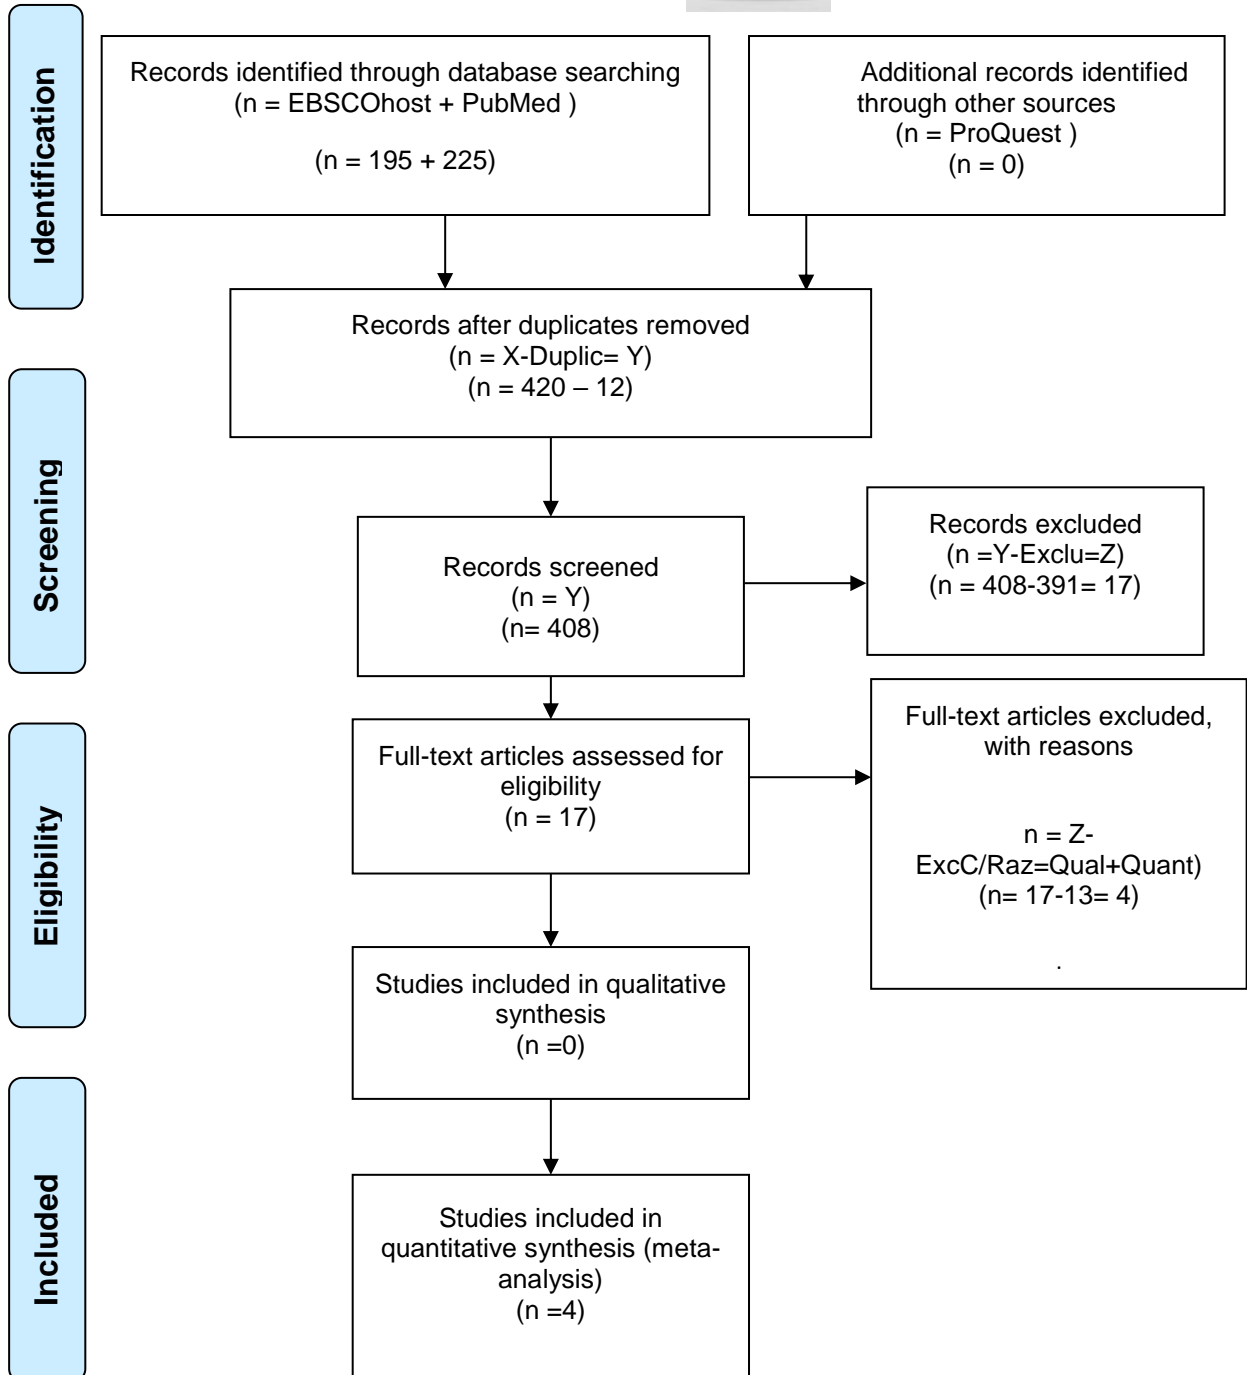 Identification
Records identified through database searching
(n = EBSCOhost + PubMed )
(n = 195 + 225)
Additional records identified
through other sources
(n = ProQuest )
(n = 0)
Records after duplicates removed
(n = X-Duplic= Y)
(n = 420 – 12)
Screening
Records screened
(n = Y)
(n= 408)
Records excluded
(n =Y-Exclu=Z)
(n = 408-391= 17)
Eligibility
Full-text articles assessed for
eligibility
(n = 17)
Full-text articles excluded,
with reasons
n = Z-
ExcC/Raz=Qual+Quant)
(n= 17-13= 4)
.
Studies included in qualitative
synthesis
(n =0)
Included
Studies included in
quantitative synthesis (meta-
analysis)
(n =4)